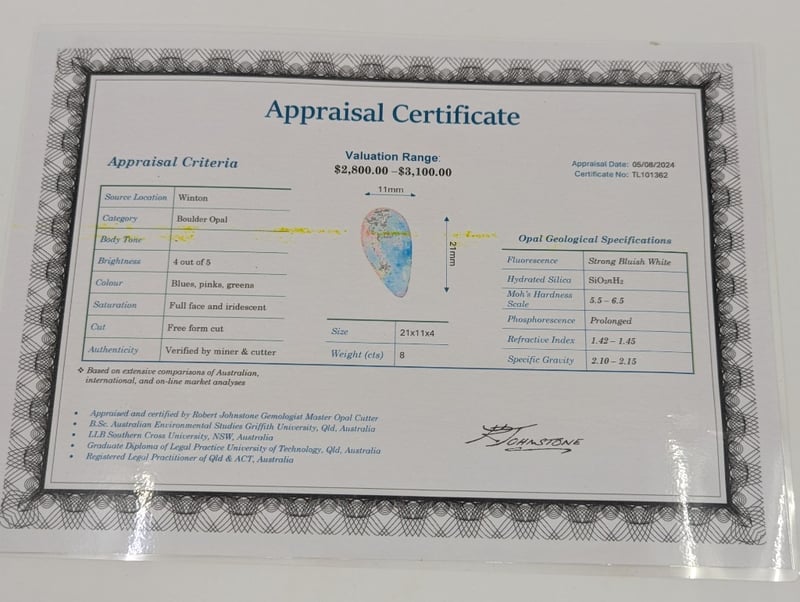 Appraisal Certificate
Appraisal Criteria
Valuation Range:
$2,800.00 –$3,100.00
Appraisal Date: 05/08/2024
Certificate No: TL101362
Source Location Winton
Category Boulder Opal
Body Tone
Brightness 4 out of 5
Colour Blues, pinks, greens
Saturation Full face and iridescent
Cut Free form cut
Authenticity Verified by miner & cutter
11mm
21mm
Size 21x11x4
Weight (cts) 8
Opal Geological Specifications
Fluorescence Strong Bluish White
Hydrated Silica SiO₂nH₂
Moh's Hardness Scale 5.5 – 6.5
Phosphorescence Prolonged
Refractive Index 1.42 – 1.45
Specific Gravity 2.10 – 2.15
❖ Based on extensive comparisons of Australian,
international, and on-line market analyses
• Appraised and certified by Robert Johnstone Gemologist Master Opal Cutter
• B.Sc. Australian Environmental Studies Griffith University, Qld, Australia
• LLB Southern Cross University, NSW, Australia
• Graduate Diploma of Legal Practice University of Technology, Qld, Australia
• Registered Legal Practitioner of Qld & ACT, Australia
RJohnstone